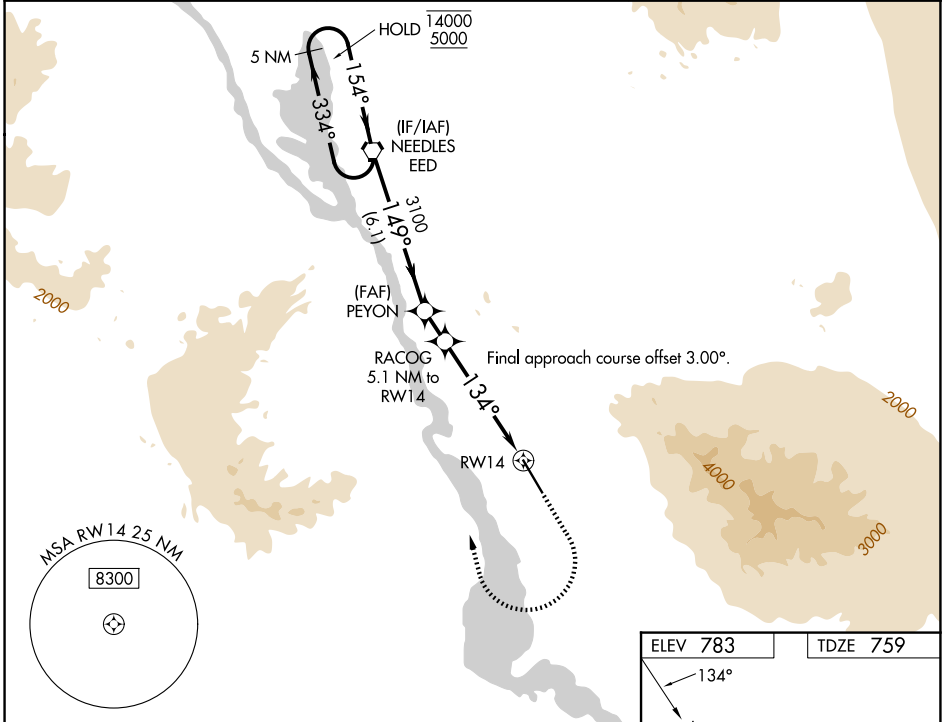 HOLD 14000
5000
5 NM
154°
334°
(IF/IAF)
NEEDLES
EED
3100
149°
(6.1)
2000
(FAF)
PEYON
RACOG
5.1 NM to
RW14
Final approach course offset 3.00°.
134°
2000
RW14
4000
3000
MSA RW14 25 NM
8300
ELEV 783
TDZE 759
134°